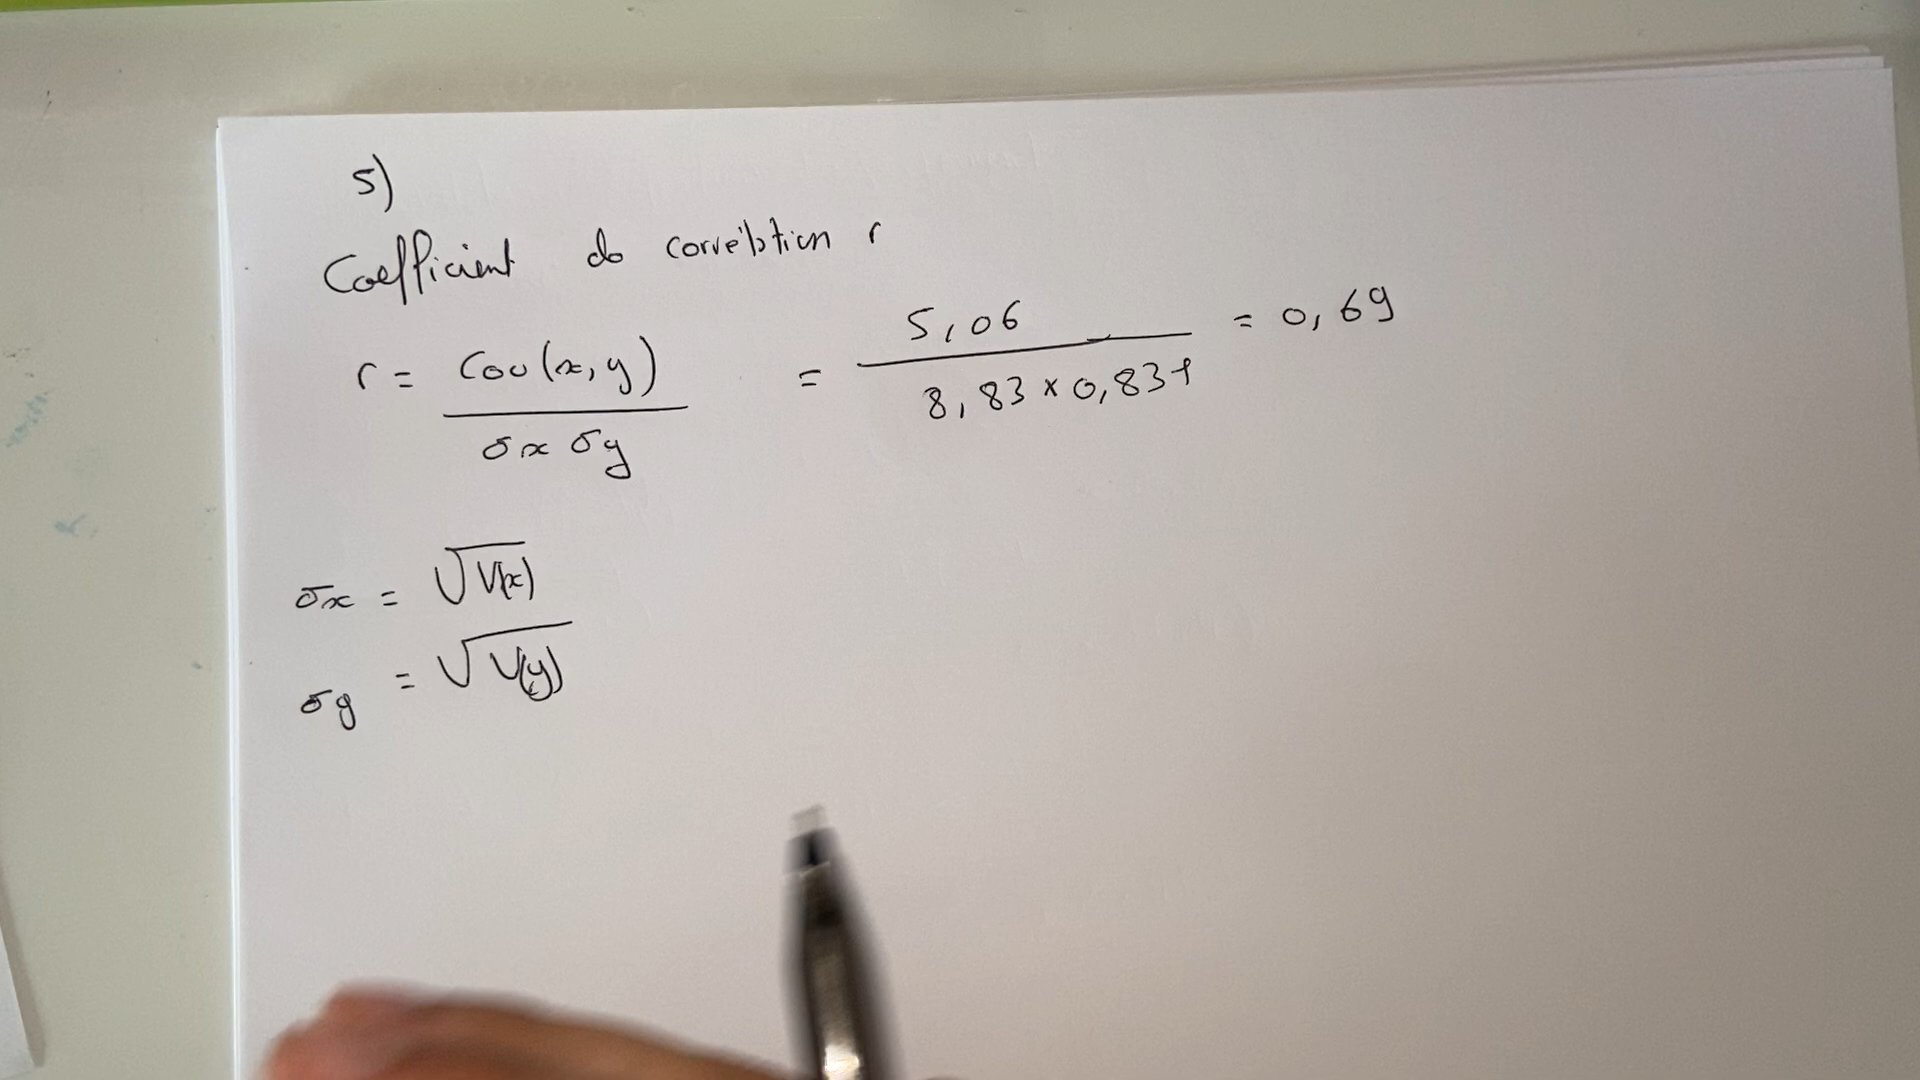 5)
Coefficient de corrélation r
r = Cov(x, y) / σx σy = 5,06 / 8,83 × 0,831 = 0,69
σx = √V(x)
σy = √V(y)